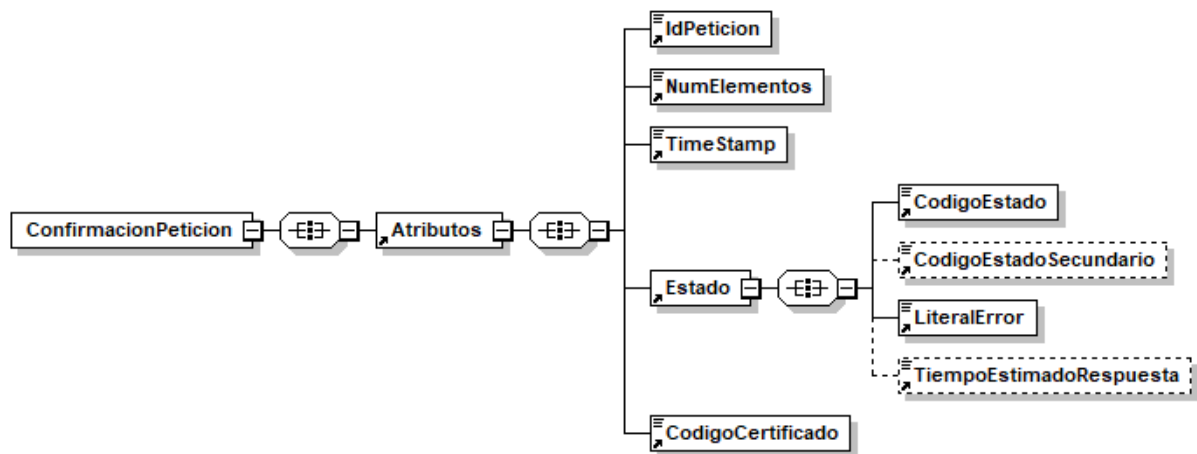 IdPeticion
NumElementos
TimeStamp
ConfirmacionPeticion
Atributos
Estado
CodigoEstado
CodigoEstadoSecundario
LiteralError
TiempoEstimadoRespuesta
CodigoCertificado